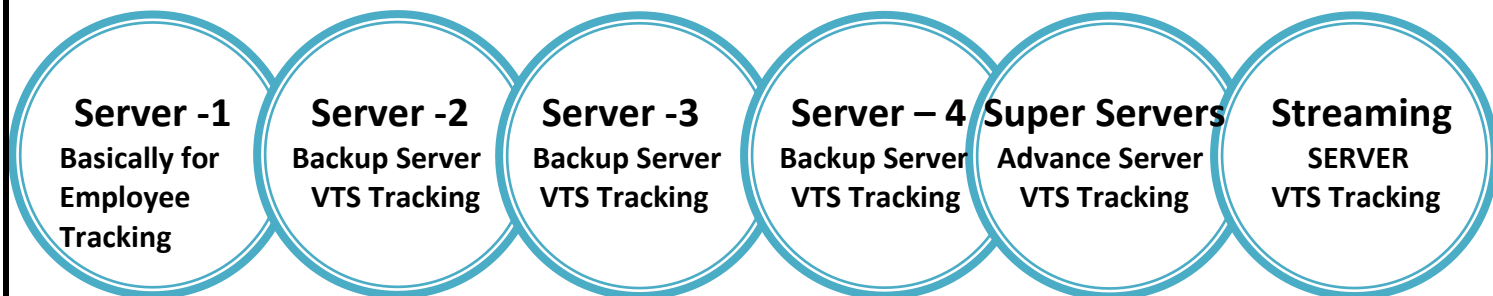 Server -1
Basically for
Employee
Tracking
Server -2
Backup Server
VTS Tracking
Server -3
Backup Server
VTS Tracking
Server – 4
Backup Server
VTS Tracking
Super Servers
Advance Server
VTS Tracking
Streaming
SERVER
VTS Tracking